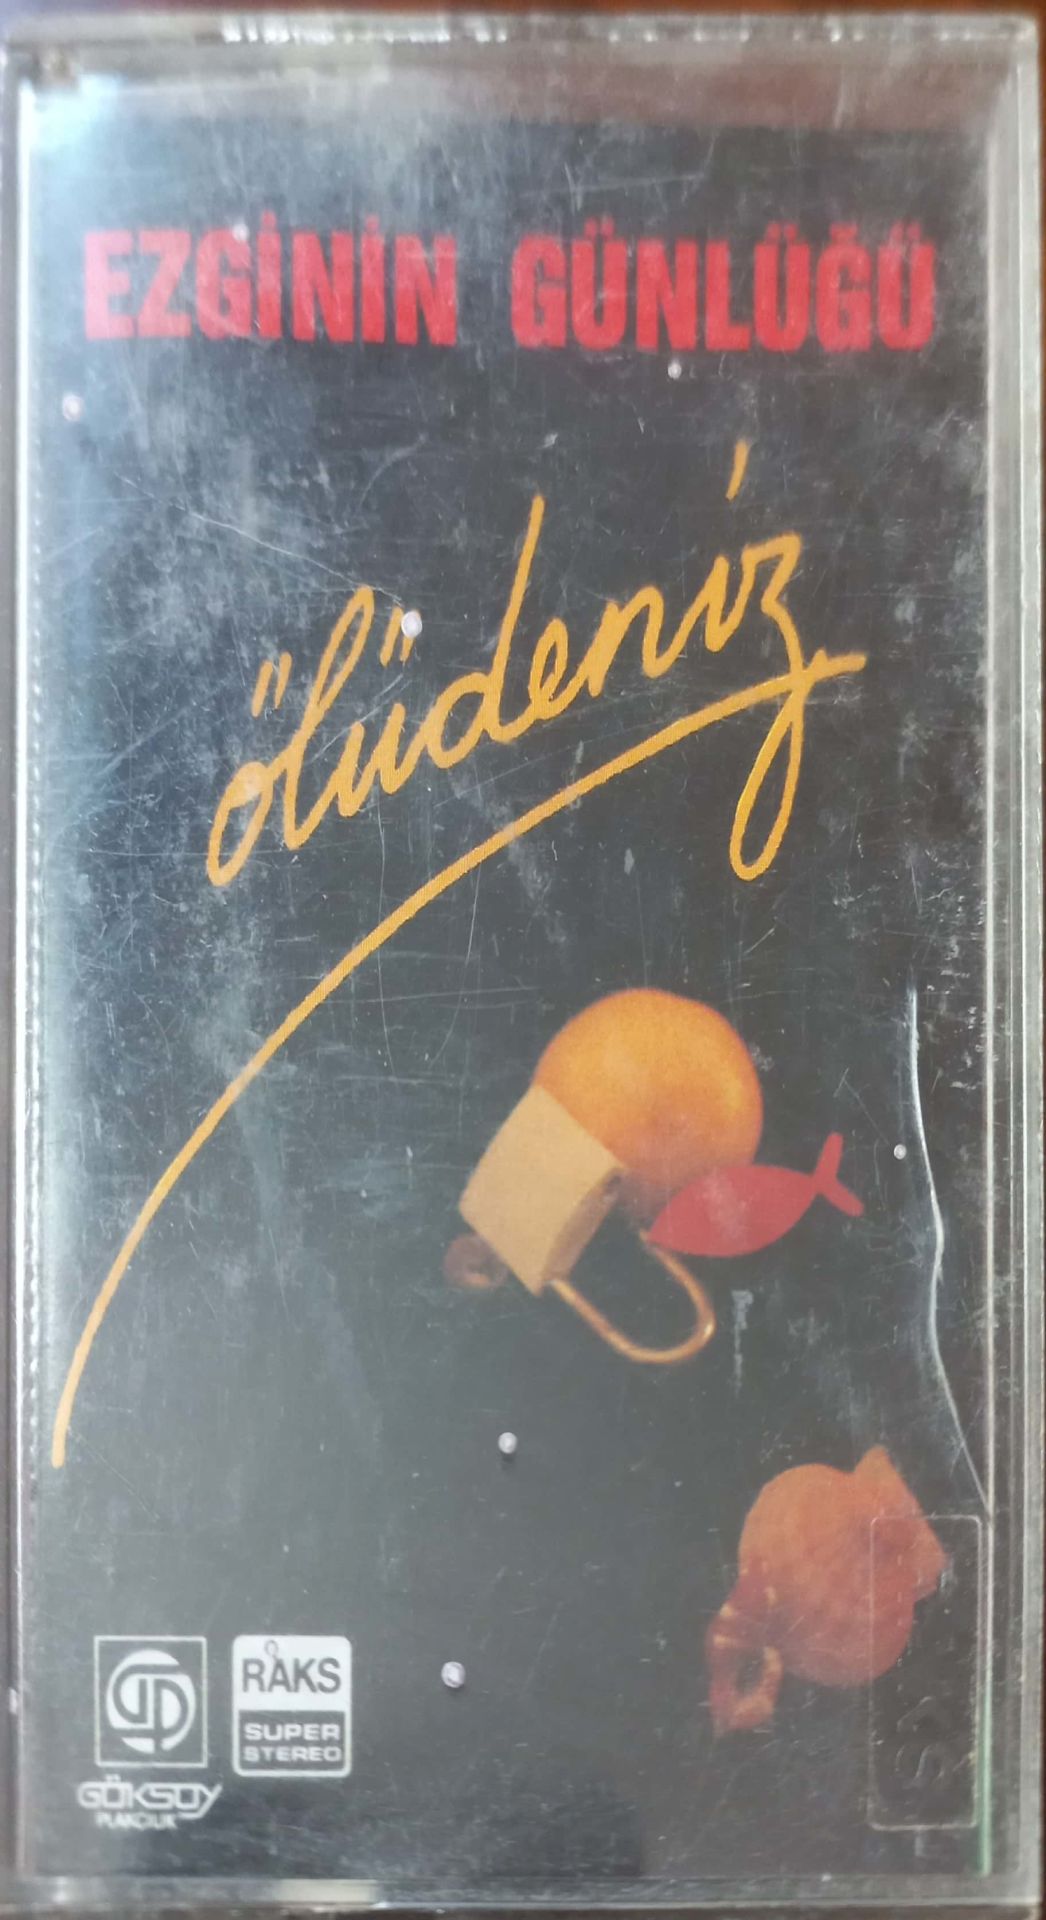 EZGİNİN GÜNLÜĞÜ
ölüdeniz
RAKS
SUPER
STEREO
GÖKSOY
PLAKÇILIK